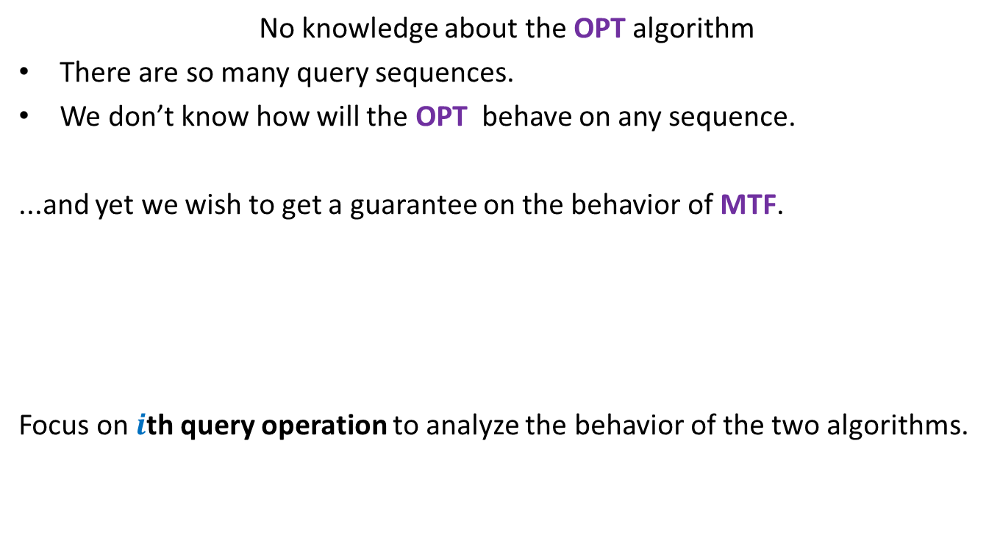 No knowledge about the OPT algorithm
• There are so many query sequences.
• We don’t know how will the OPT behave on any sequence.
...and yet we wish to get a guarantee on the behavior of MTF.
Focus on ith query operation to analyze the behavior of the two algorithms.